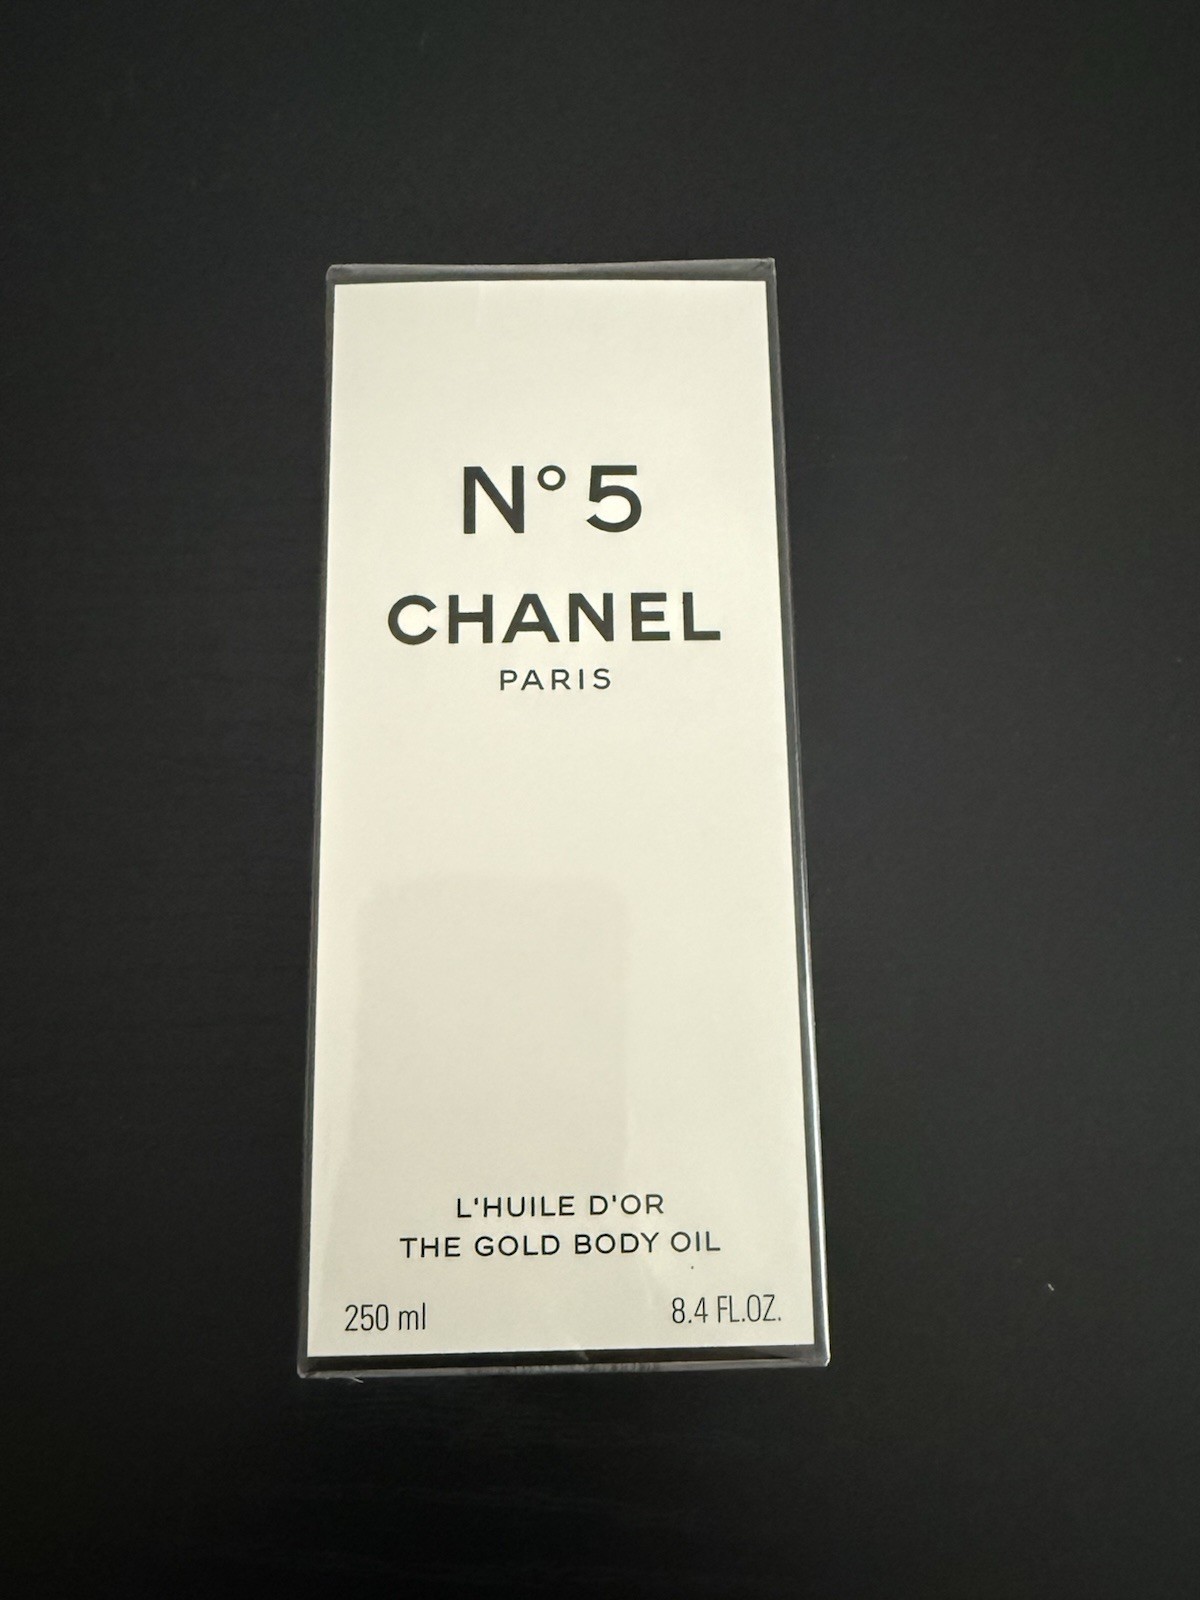 N° 5
CHANEL
PARIS
L'HUILE D'OR
THE GOLD BODY OIL
250 ml 8.4 FL.OZ.